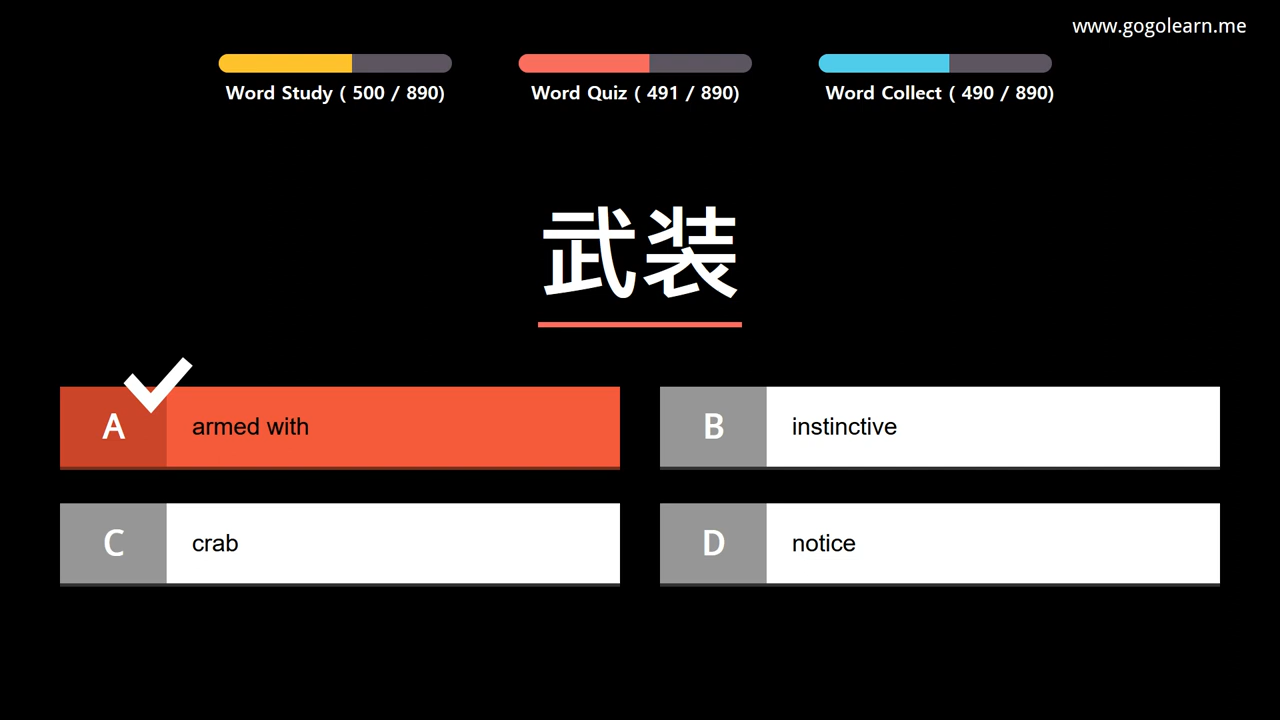 www.gogolearn.me
Word Study ( 500 / 890)
Word Quiz ( 491 / 890)
Word Collect ( 490 / 890)
武装
A armed with
B instinctive
C crab
D notice